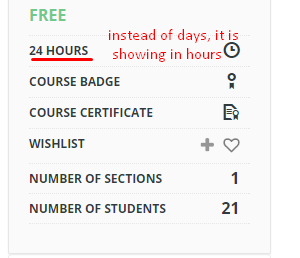 FREE
instead of days, it is
24 HOURS showing in hours
COURSE BADGE
COURSE CERTIFICATE
WISHLIST
NUMBER OF SECTIONS 1
NUMBER OF STUDENTS 21